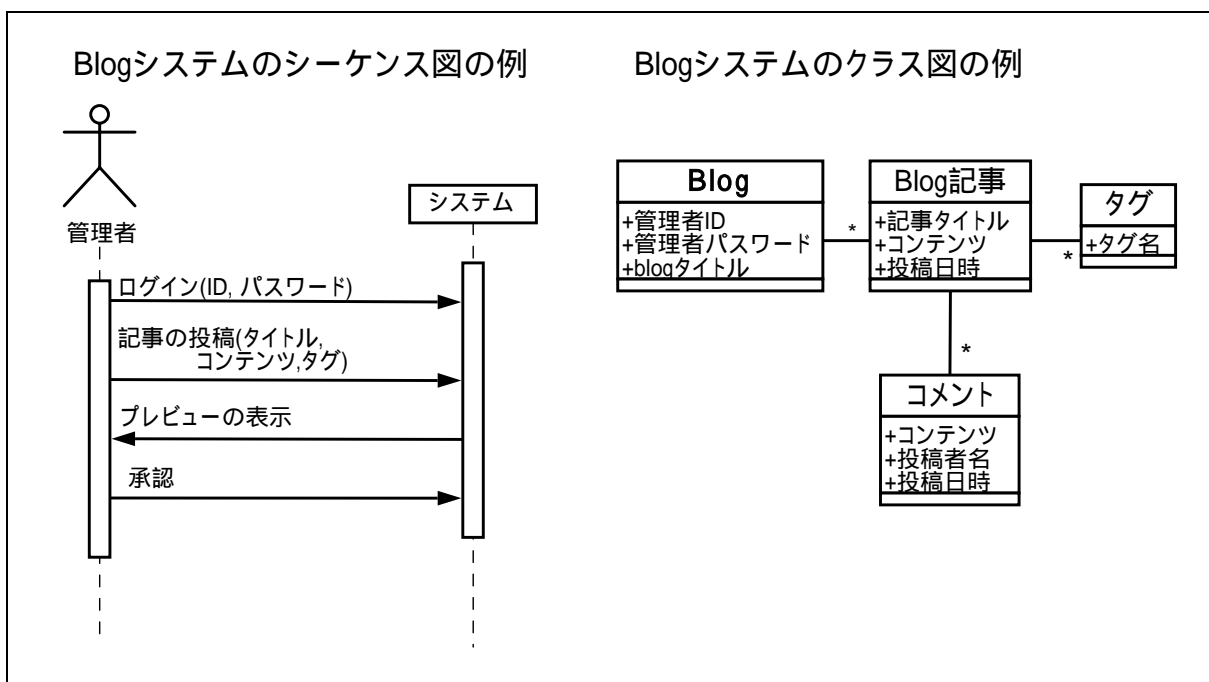 Blogシステムのシーケンス図の例
管理者
システム
ログイン(ID, パスワード)
記事の投稿(タイトル,
コンテンツ,タグ)
プレビューの表示
承認
Blogシステムのクラス図の例
Blog
+管理者ID
+管理者パスワード
+blogタイトル
*
Blog記事
+記事タイトル
+コンテンツ
+投稿日時
*
タグ
+タグ名
*
コメント
+コンテンツ
+投稿者名
+投稿日時